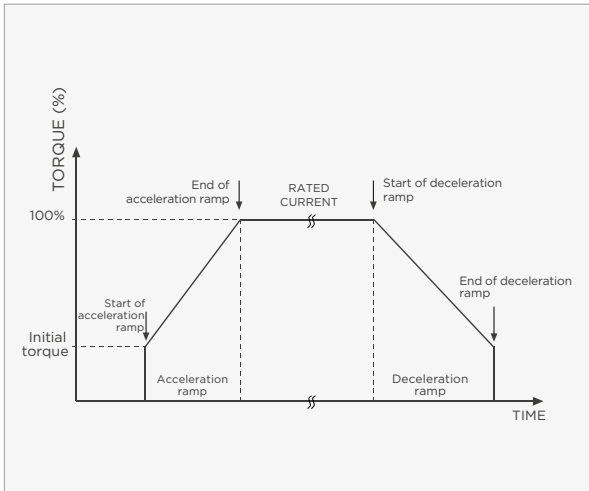 TORQUE (%)
End of
acceleration ramp
RATED
CURRENT
Start of deceleration
ramp
100%
Start of
acceleration
ramp
End of deceleration
ramp
Initial
torque
Acceleration
ramp
Deceleration
ramp
TIME